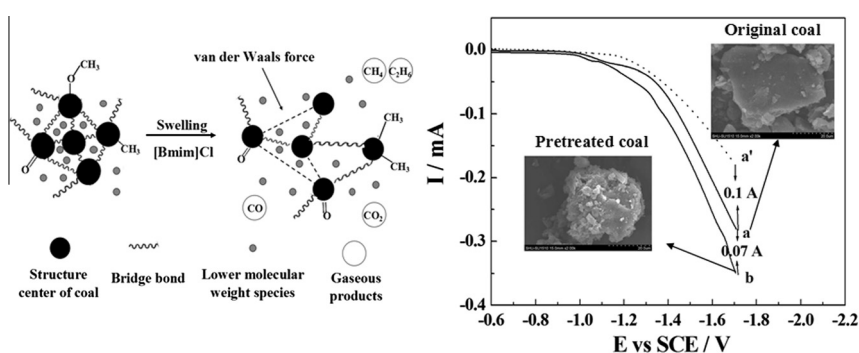 O
CH₃
O
CH₃
Swelling
[Bmim]Cl
van der Waals force
CH₄
C₂H₆
CH₃
CH₃
O
O
CO
CO₂
Structure
center of coal
Bridge bond
Lower molecular
weight species
Gaseous
products
I / mA
0.0
-0.1
-0.2
-0.3
-0.4
-0.6 -0.8 -1.0 -1.2 -1.4 -1.6 -1.8 -2.0 -2.2
E vs SCE / V
Original coal
Pretreated coal
a'
0.1 A
a
0.07 A
b